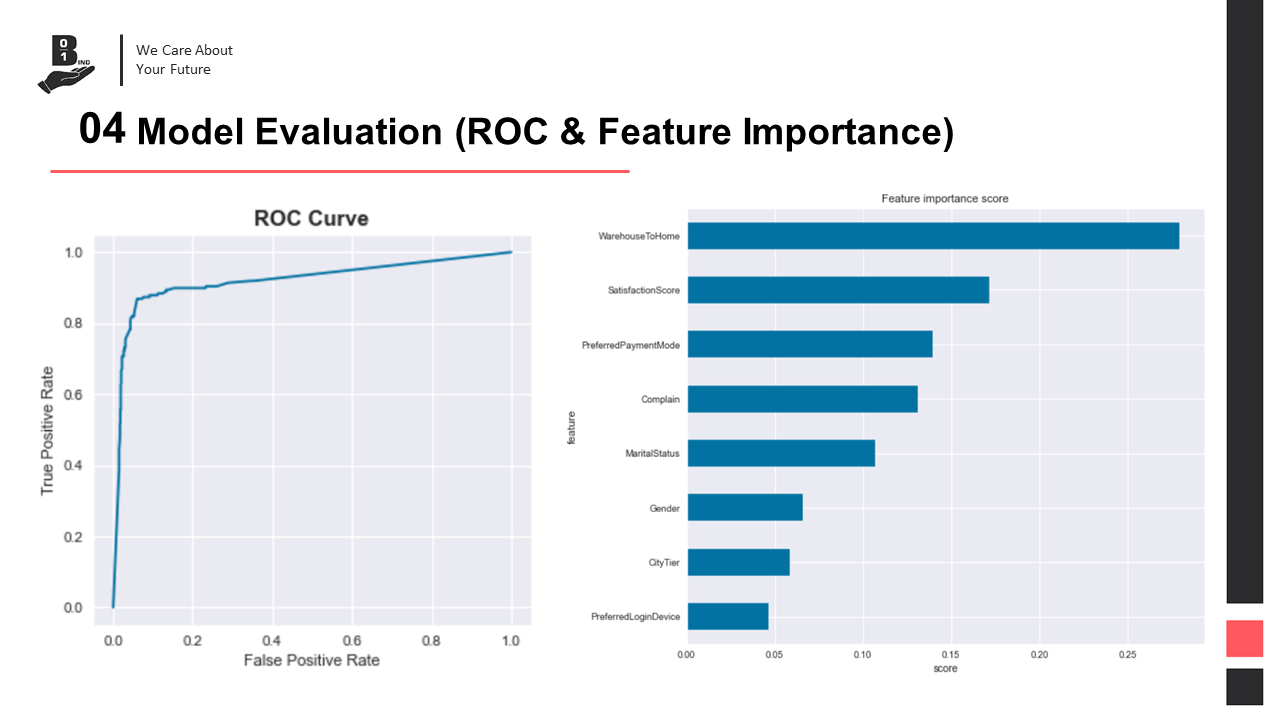 B
0
1
IND
We Care About
Your Future
04 Model Evaluation (ROC & Feature Importance)
ROC Curve
True Positive Rate
1.0
0.8
0.6
0.4
0.2
0.0
0.0 0.2 0.4 0.6 0.8 1.0
False Positive Rate
Feature importance score
feature
WarehouseToHome
SatisfactionScore
PreferredPaymentMode
Complain
MaritalStatus
Gender
CityTier
PreferredLoginDevice
0.00 0.05 0.10 0.15 0.20 0.25
score